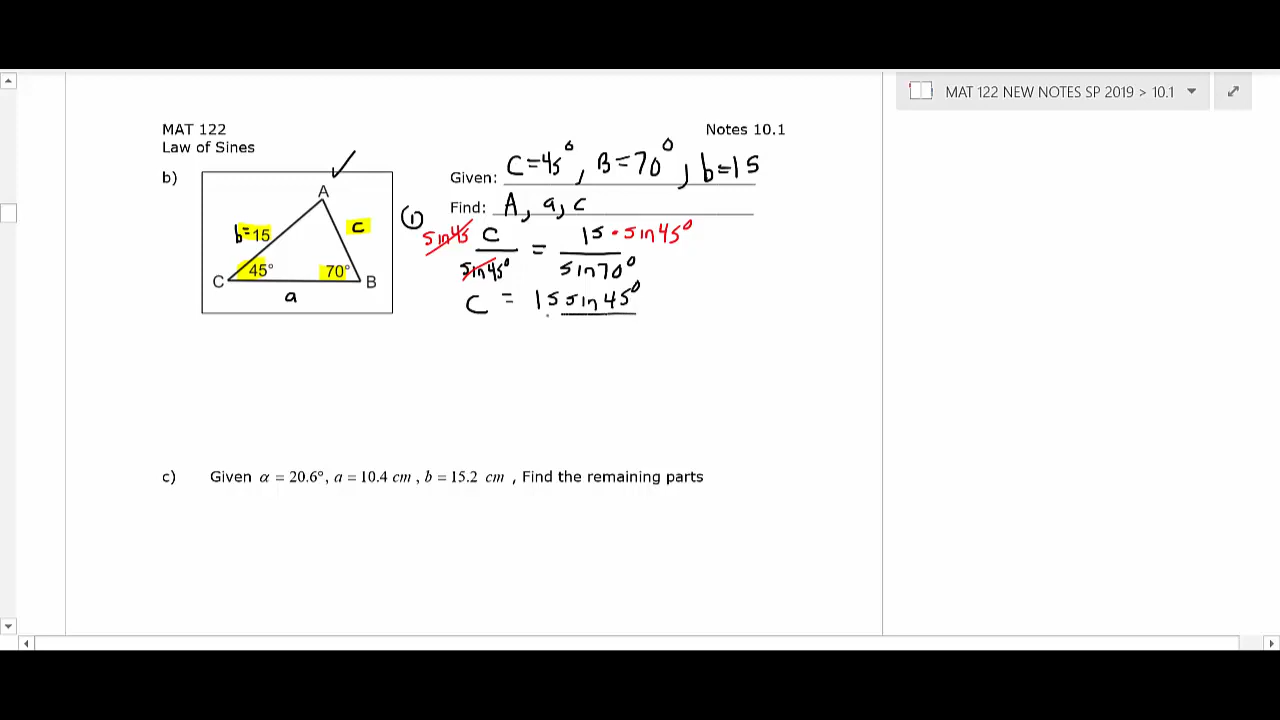 MAT 122 NEW NOTES SP 2019 > 10.1
MAT 122
Notes 10.1
Law of Sines
b)
Given: C=45°, B=70°, b=15
Find: A, a, c
A
b=15
c
C
45°
70°
B
a
①
sin45 c = 15 · sin45°
sin45° sin70°
c = 15 sin45°
c) Given α = 20.6°, a = 10.4 cm , b = 15.2 cm , Find the remaining parts